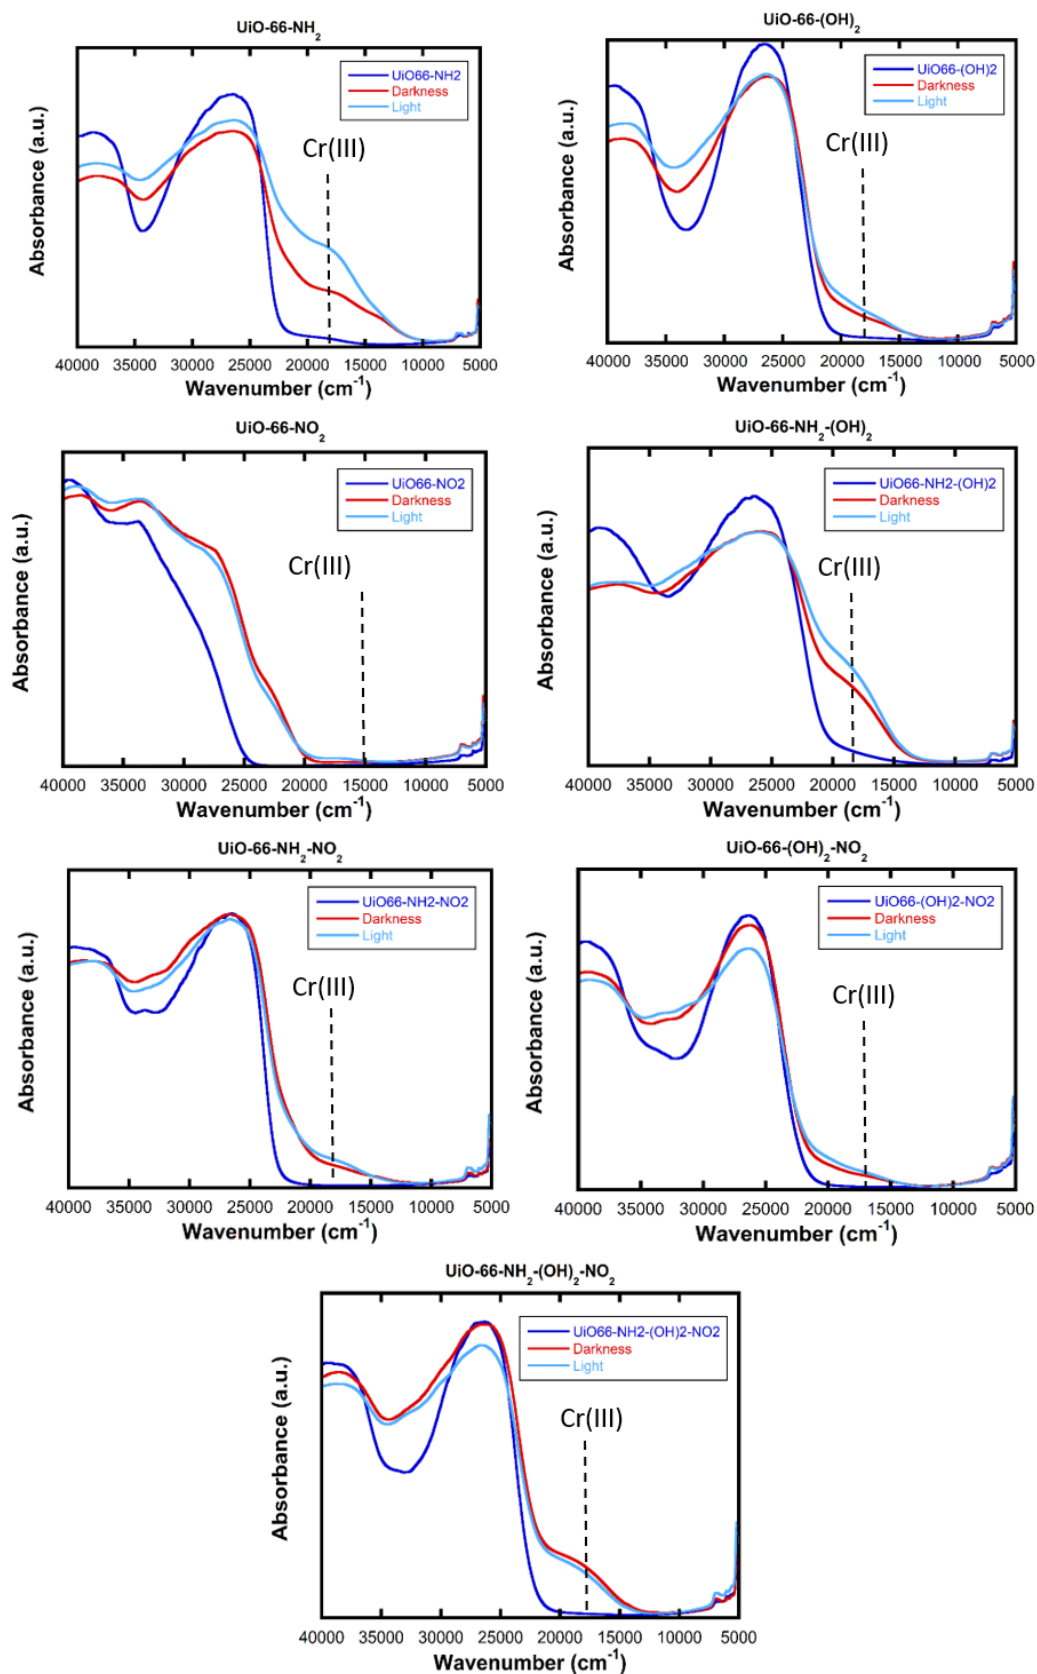 UiO-66-NH2
UiO66-NH2
Darkness
Light
Cr(III)
Absorbance (a.u.)
40000 35000 30000 25000 20000 15000 10000 5000
Wavenumber (cm-1)
UiO-66-(OH)2
UiO66-(OH)2
Darkness
Light
Cr(III)
Absorbance (a.u.)
40000 35000 30000 25000 20000 15000 10000 5000
Wavenumber (cm-1)
UiO-66-NO2
UiO66-NO2
Darkness
Light
Cr(III)
Absorbance (a.u.)
40000 35000 30000 25000 20000 15000 10000 5000
Wavenumber (cm-1)
UiO-66-NH2-(OH)2
UiO66-NH2-(OH)2
Darkness
Light
Cr(III)
Absorbance (a.u.)
40000 35000 30000 25000 20000 15000 10000 5000
Wavenumber (cm-1)
UiO-66-NH2-NO2
UiO66-NH2-NO2
Darkness
Light
Cr(III)
Absorbance (a.u.)
40000 35000 30000 25000 20000 15000 10000 5000
Wavenumber (cm-1)
UiO-66-(OH)2-NO2
UiO66-(OH)2-NO2
Darkness
Light
Cr(III)
Absorbance (a.u.)
40000 35000 30000 25000 20000 15000 10000 5000
Wavenumber (cm-1)
UiO-66-NH2-(OH)2-NO2
UiO66-NH2-(OH)2-NO2
Darkness
Light
Cr(III)
Absorbance (a.u.)
40000 35000 30000 25000 20000 15000 10000 5000
Wavenumber (cm-1)